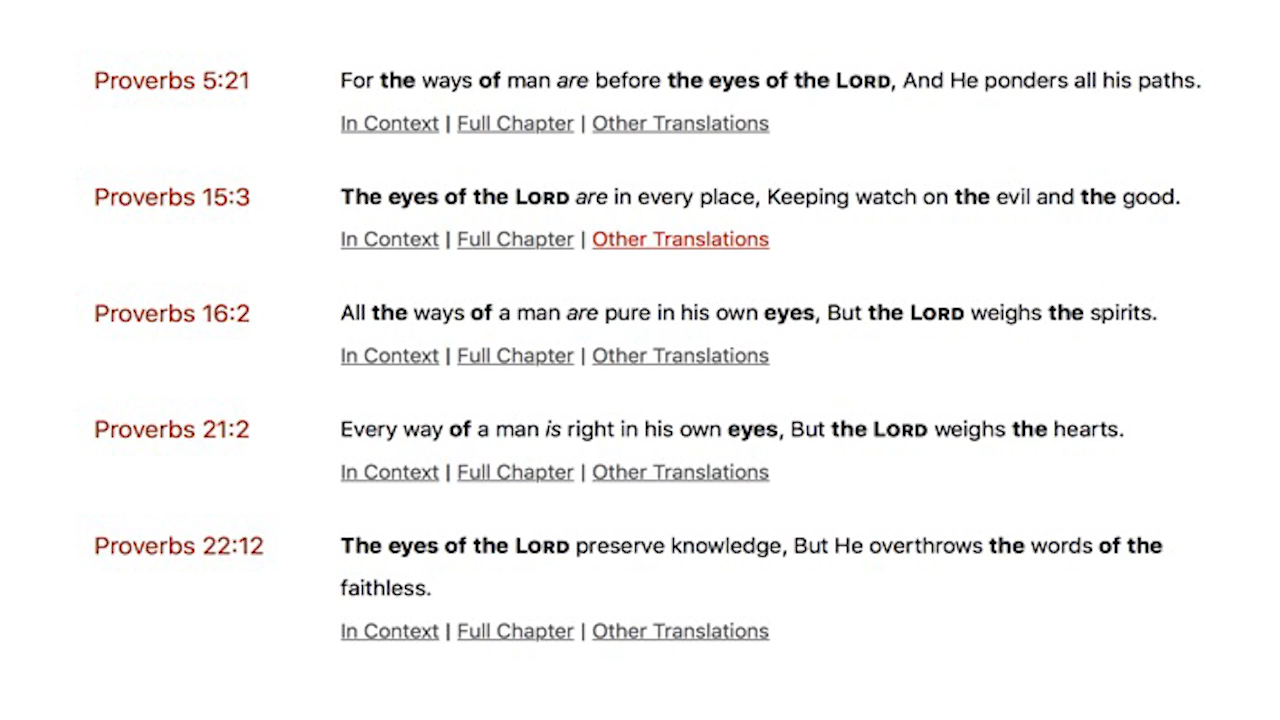 Proverbs 5:21 For the ways of man are before the eyes of the LORD, And He ponders all his paths.
In Context | Full Chapter | Other Translations
Proverbs 15:3 The eyes of the LORD are in every place, Keeping watch on the evil and the good.
In Context | Full Chapter | Other Translations
Proverbs 16:2 All the ways of a man are pure in his own eyes, But the LORD weighs the spirits.
In Context | Full Chapter | Other Translations
Proverbs 21:2 Every way of a man is right in his own eyes, But the LORD weighs the hearts.
In Context | Full Chapter | Other Translations
Proverbs 22:12 The eyes of the LORD preserve knowledge, But He overthrows the words of the
faithless.
In Context | Full Chapter | Other Translations